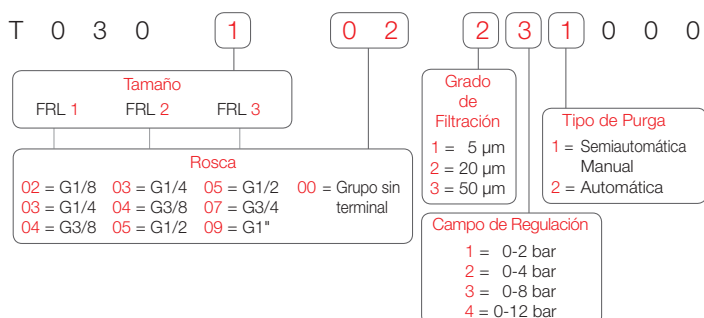 T 0 3 0 1 0 2 2 3 1 0 0 0
Tamaño
FRL 1 FRL 2 FRL 3
Rosca
02 = G1/8 03 = G1/4 05 = G1/2 00 = Grupo sin
03 = G1/4 04 = G3/8 07 = G3/4 terminal
04 = G3/8 05 = G1/2 09 = G1"
Grado
de
Filtración
1 = 5 µm
2 = 20 µm
3 = 50 µm
Tipo de Purga
1 = Semiautomática
Manual
2 = Automática
Campo de Regulación
1 = 0-2 bar
2 = 0-4 bar
3 = 0-8 bar
4 = 0-12 bar